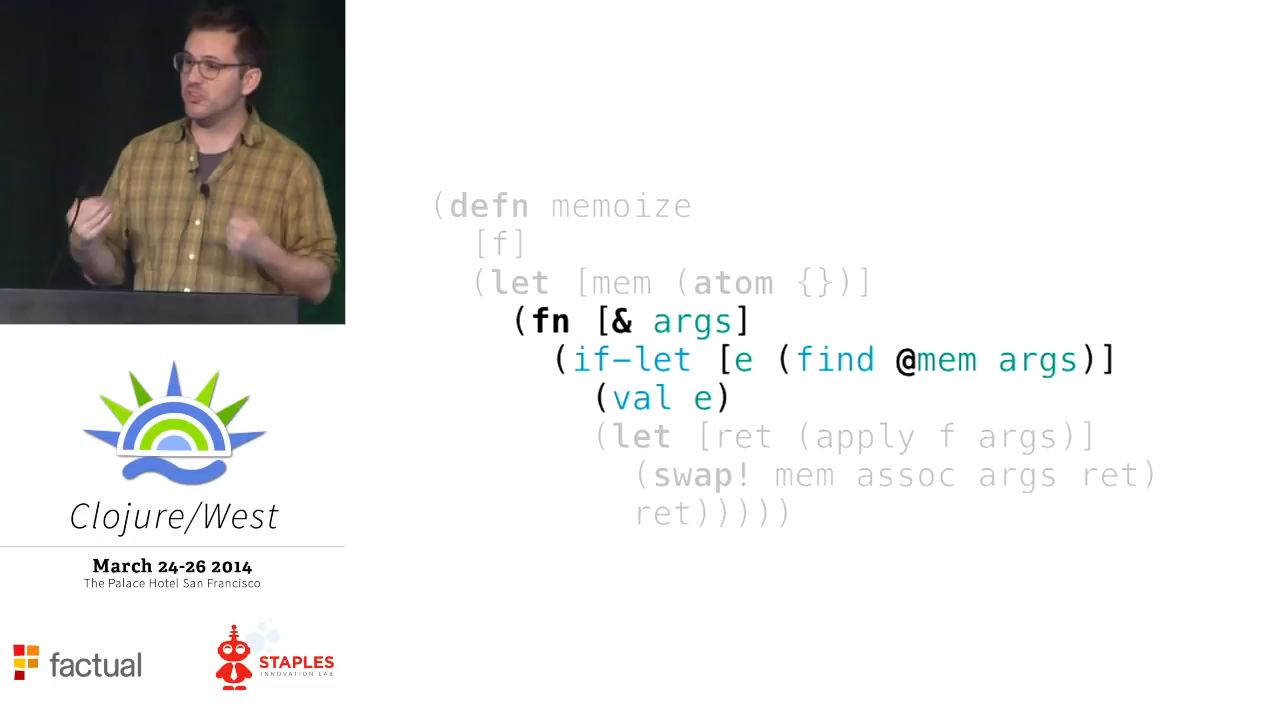 (defn memoize
[f]
(let [mem (atom {})]
(fn [& args]
(if-let [e (find @mem args)]
(val e)
(let [ret (apply f args)]
(swap! mem assoc args ret)
ret)))))
Clojure/West
March 24-26 2014
The Palace Hotel San Francisco
factual
STAPLES
INNOVATION LAB